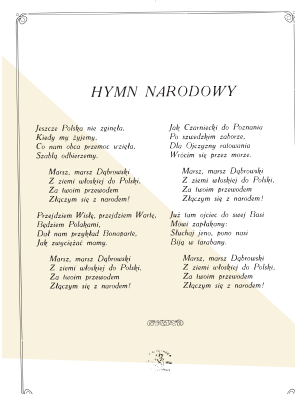 HYMN NARODOWY
Jeszcze Polska nie zginęła,
Kiedy my żyjemy,
Co nam obca przemoc wzięła,
Szablą odbierzemy.
Marsz, marsz Dąbrowski
Z ziemi włoskiej do Polski,
Za twoim przewodem
Złączym się z narodem!
Przejdziem Wisłę, przejdziem Wartę,
Będziem Polakami,
Dał nam przykład Bonaparte,
Jak zwyciężać mamy.
Marsz, marsz Dąbrowski
Z ziemi włoskiej do Polski,
Za twoim przewodem
Złączym się z narodem!
Jak Czarniecki do Poznania
Po szwedzkim zaborze,
Dla Ojczyzny ratowania
Wrócim się przez morze.
Marsz, marsz Dąbrowski
Z ziemi włoskiej do Polski,
Za twoim przewodem
Złączym się z narodem!
Już tam ojciec do swej Basi
Mówi zapłakany:
Słuchaj jeno, pono nasi
Biją w tarabany.
Marsz, marsz Dąbrowski
Z ziemi włoskiej do Polski,
Za twoim przewodem
Złączym się z narodem!